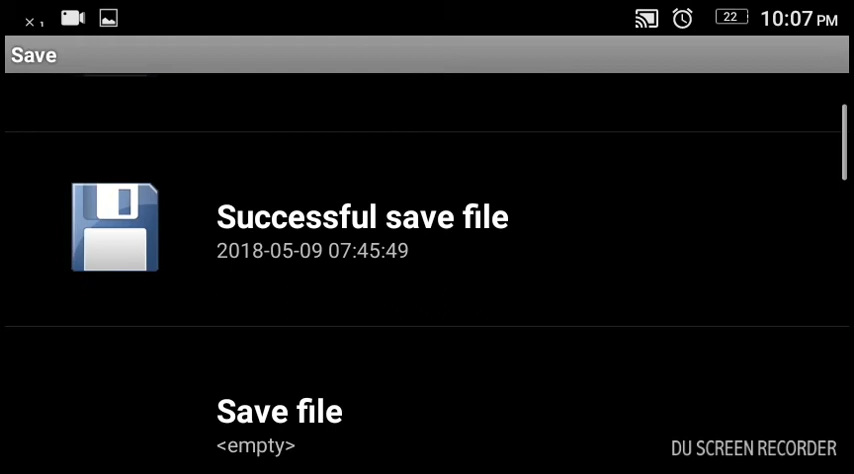 × 1
22
10:07 PM
Save
Successful save file
2018-05-09 07:45:49
Save file
<empty>
DU SCREEN RECORDER